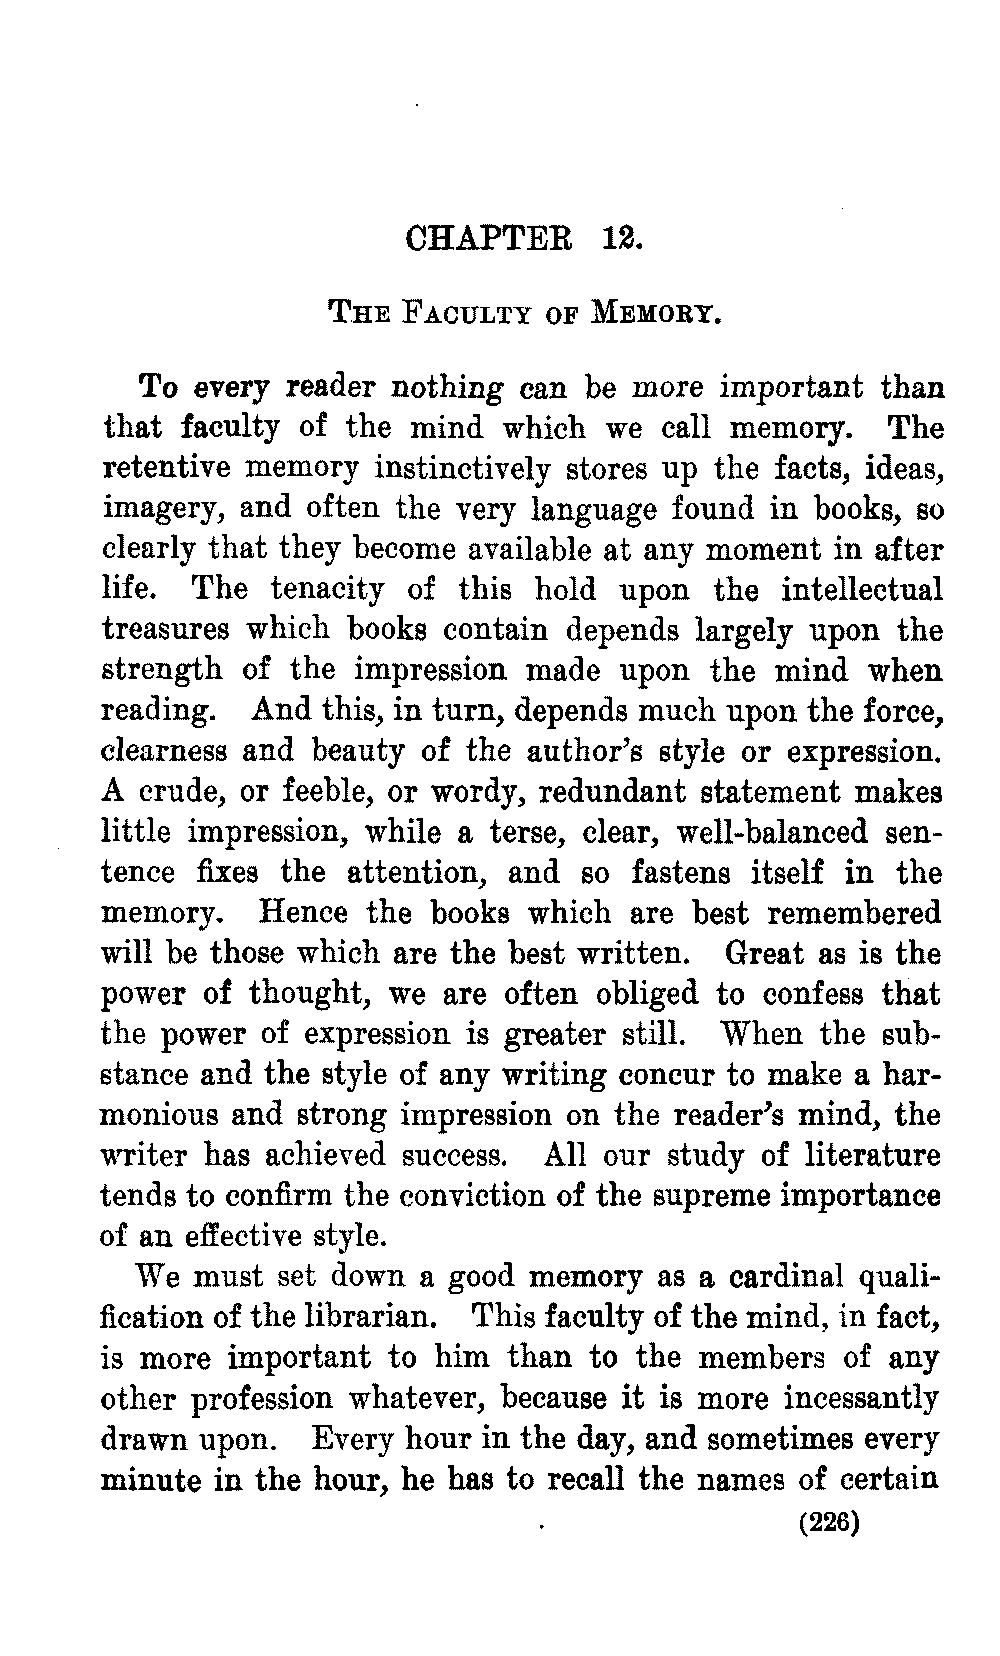 CHAPTER 12.
THE FACULTY OF MEMORY.
To every reader nothing can be more important than
that faculty of the mind which we call memory. The
retentive memory instinctively stores up the facts, ideas,
imagery, and often the very language found in books, so
clearly that they become available at any moment in after
life. The tenacity of this hold upon the intellectual
treasures which books contain depends largely upon the
strength of the impression made upon the mind when
reading. And this, in turn, depends much upon the force,
clearness and beauty of the author's style or expression.
A crude, or feeble, or wordy, redundant statement makes
little impression, while a terse, clear, well-balanced sen-
tence fixes the attention, and so fastens itself in the
memory. Hence the books which are best remembered
will be those which are the best written. Great as is the
power of thought, we are often obliged to confess that
the power of expression is greater still. When the sub-
stance and the style of any writing concur to make a har-
monious and strong impression on the reader's mind, the
writer has achieved success. All our study of literature
tends to confirm the conviction of the supreme importance
of an effective style.
We must set down a good memory as a cardinal quali-
fication of the librarian. This faculty of the mind, in fact,
is more important to him than to the members of any
other profession whatever, because it is more incessantly
drawn upon. Every hour in the day, and sometimes every
minute in the hour, he has to recall the names of certain
(226)